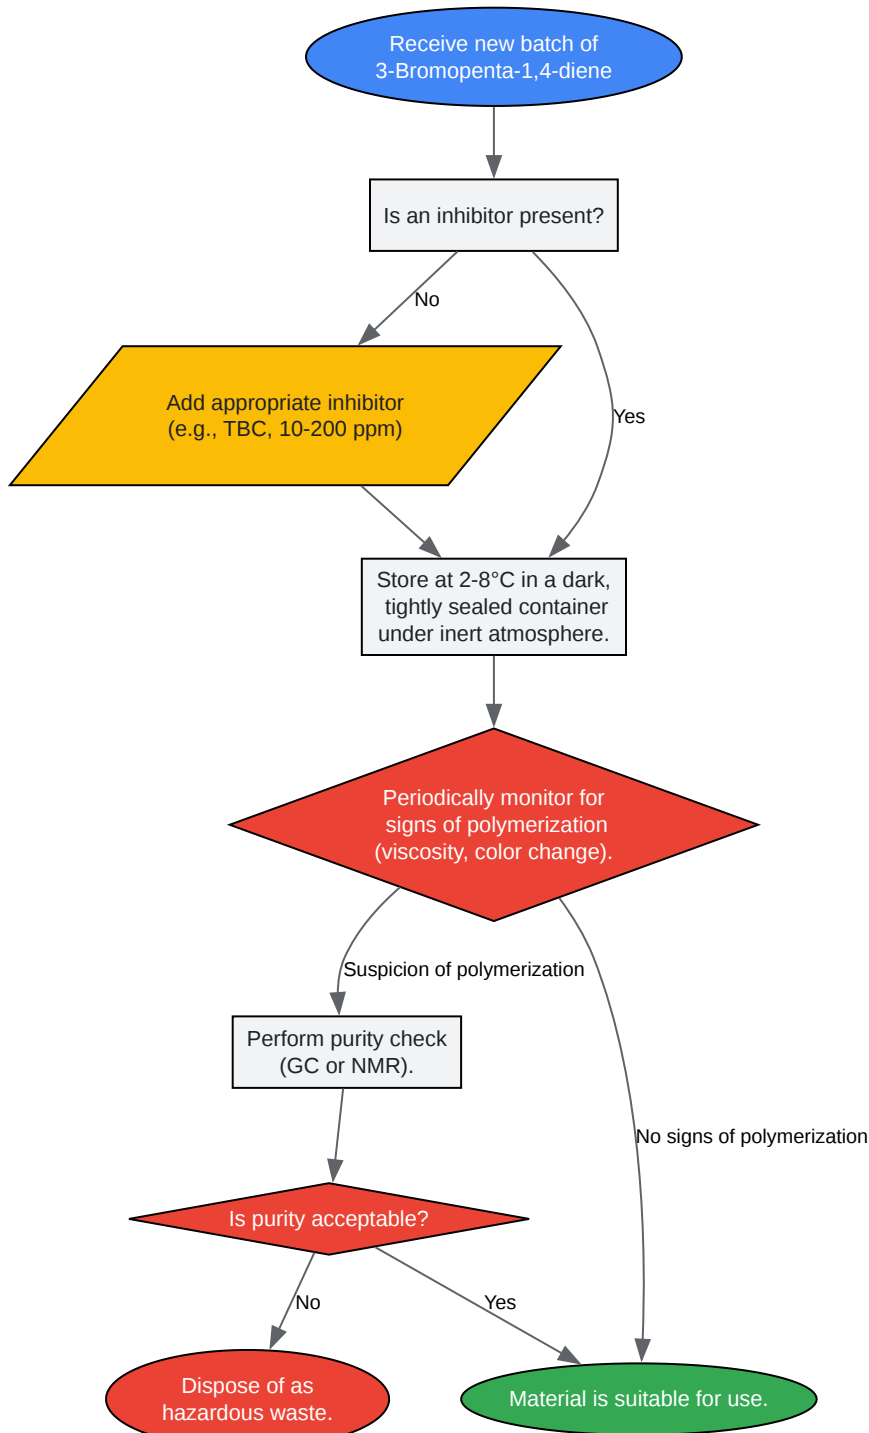 Receive new batch of
3-Bromopenta-1,4-diene
Is an inhibitor present?
No
Add appropriate inhibitor
(e.g., TBC, 10-200 ppm)
Yes
Store at 2-8°C in a dark,
tightly sealed container
under inert atmosphere.
Periodically monitor for
signs of polymerization
(viscosity, color change).
Suspicion of polymerization
Perform purity check
(GC or NMR).
No signs of polymerization
Is purity acceptable?
No
Yes
Dispose of as
hazardous waste.
Material is suitable for use.